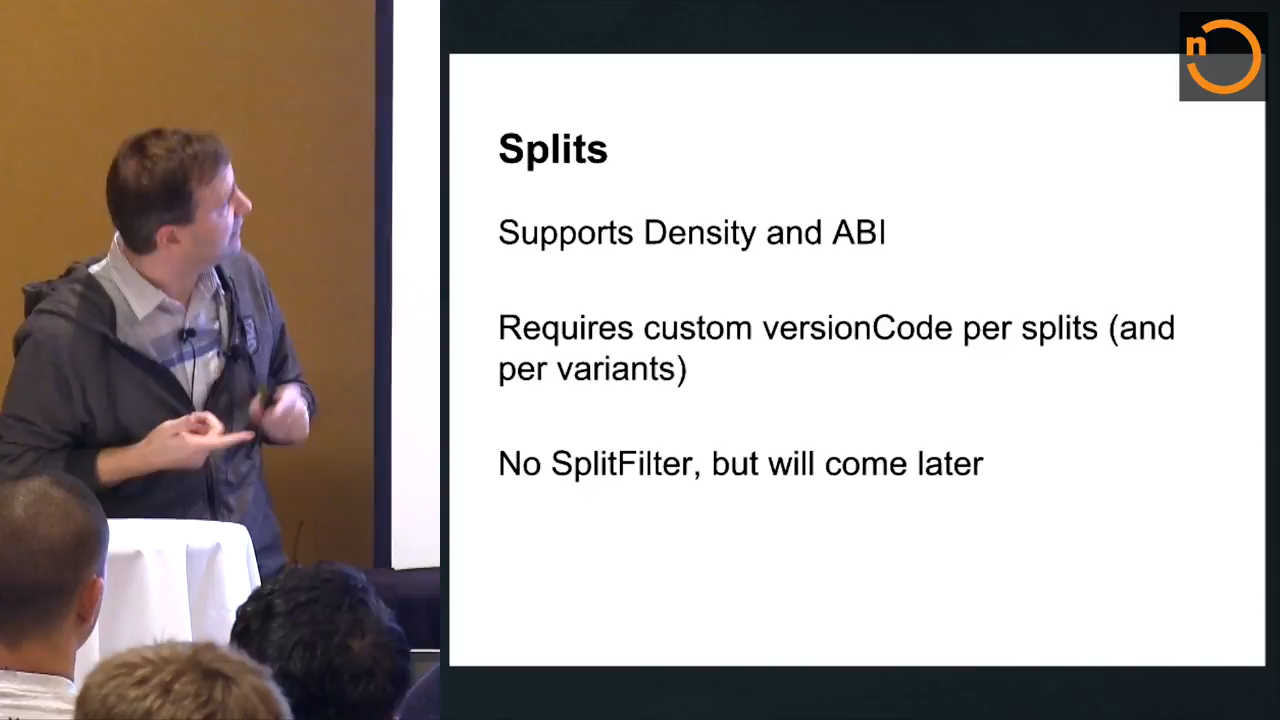 n
Splits
Supports Density and ABI
Requires custom versionCode per splits (and
per variants)
No SplitFilter, but will come later